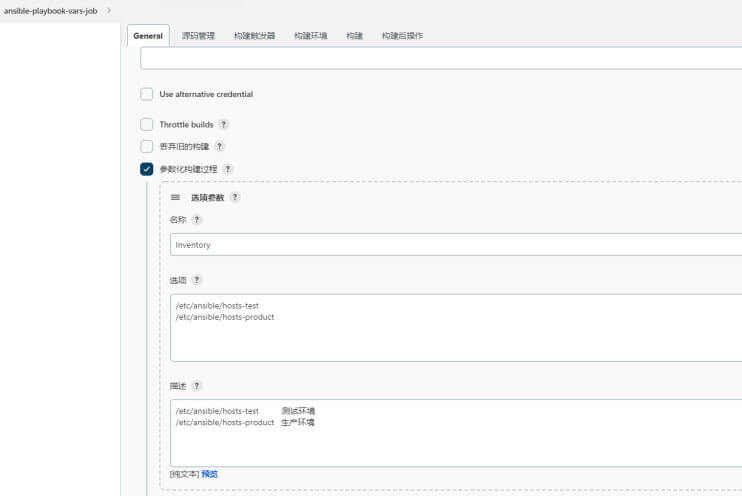 ansible-playbook-vars-job
General 源码管理 构建触发器 构建环境 构建 构建后操作
Use alternative credential
Throttle builds ?
丢弃旧的构建 ?
参数化构建过程 ?
选项参数 ?
名称 ?
Inventory
选项 ?
/etc/ansible/hosts-test
/etc/ansible/hosts-product
描述 ?
/etc/ansible/hosts-test 测试环境
/etc/ansible/hosts-product 生产环境
[纯文本] 预览